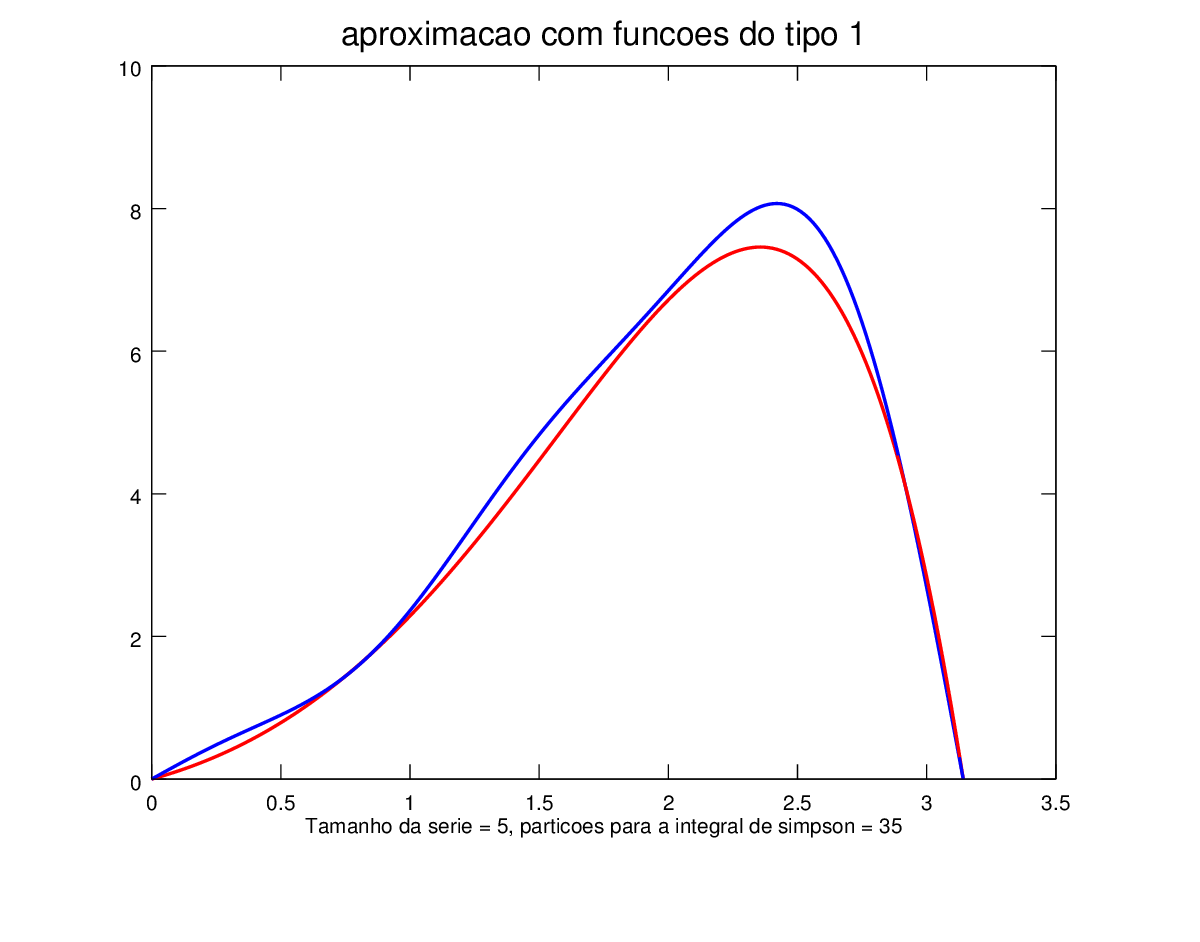 aproximacao com funcoes do tipo 1
10
8
6
4
2
0
0 0.5 1 1.5 2 2.5 3 3.5
Tamanho da serie = 5, particoes para a integral de simpson = 35